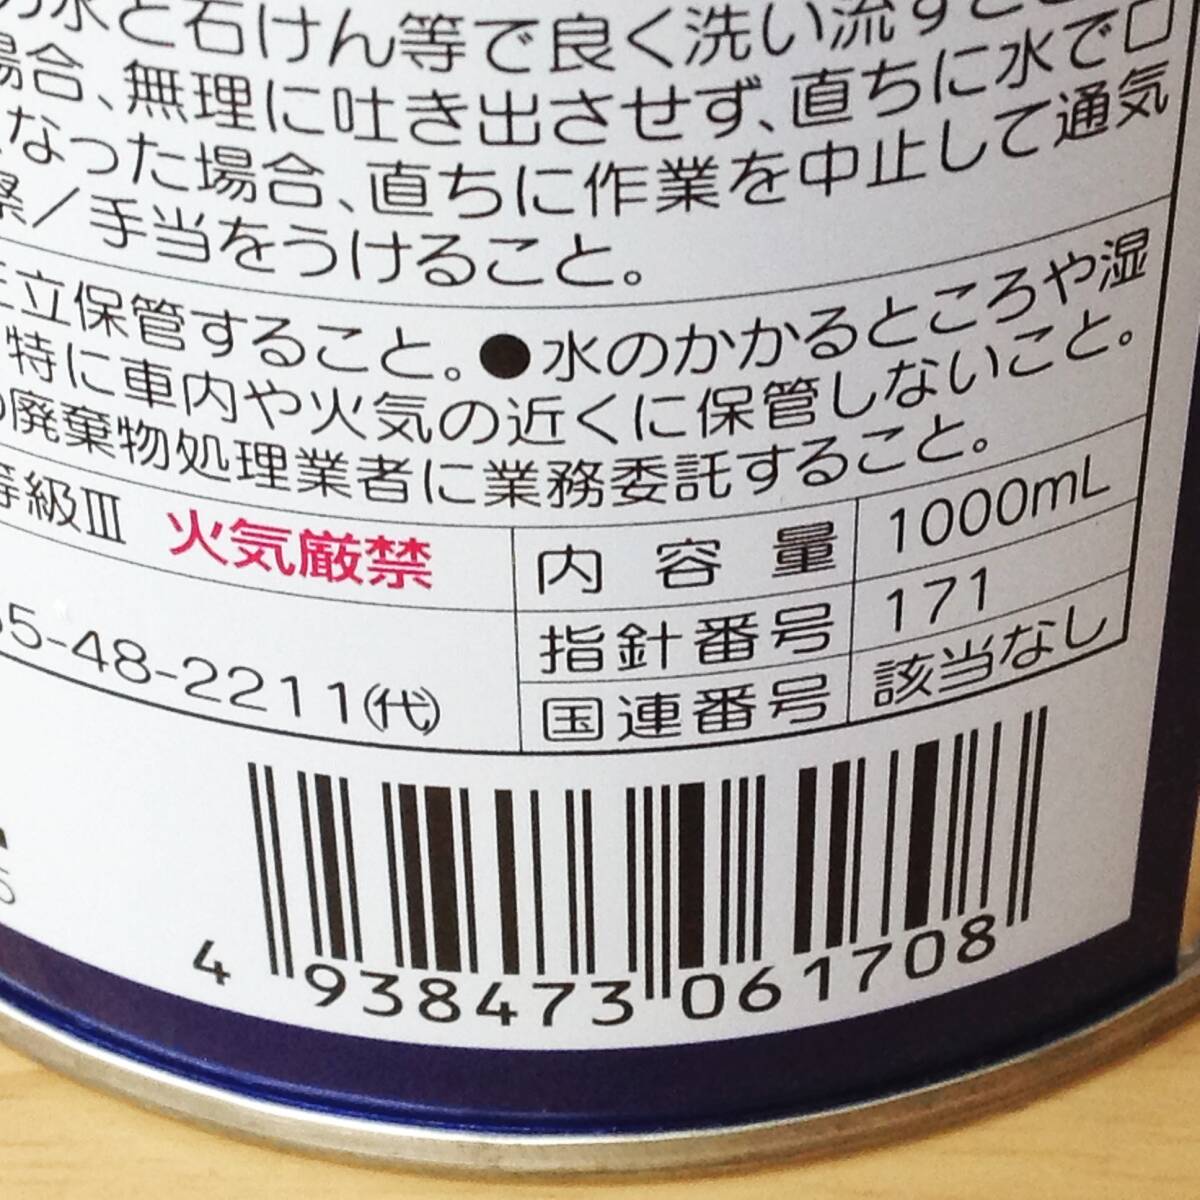 水と石けん等で良く洗い流すこと
場合、無理に吐き出させず、直ちに水で口
なった場合、直ちに作業を中止して通気
/手当をうけること。
立保管すること。●水のかかるところや湿
特に車内や火気の近くに保管しないこと。
廃棄物処理業者に業務委託すること。
等級III 火気厳禁
内容量 1000mL
指針番号 171
国連番号 該当なし
5-48-2211(代)
5
4 938473 061708